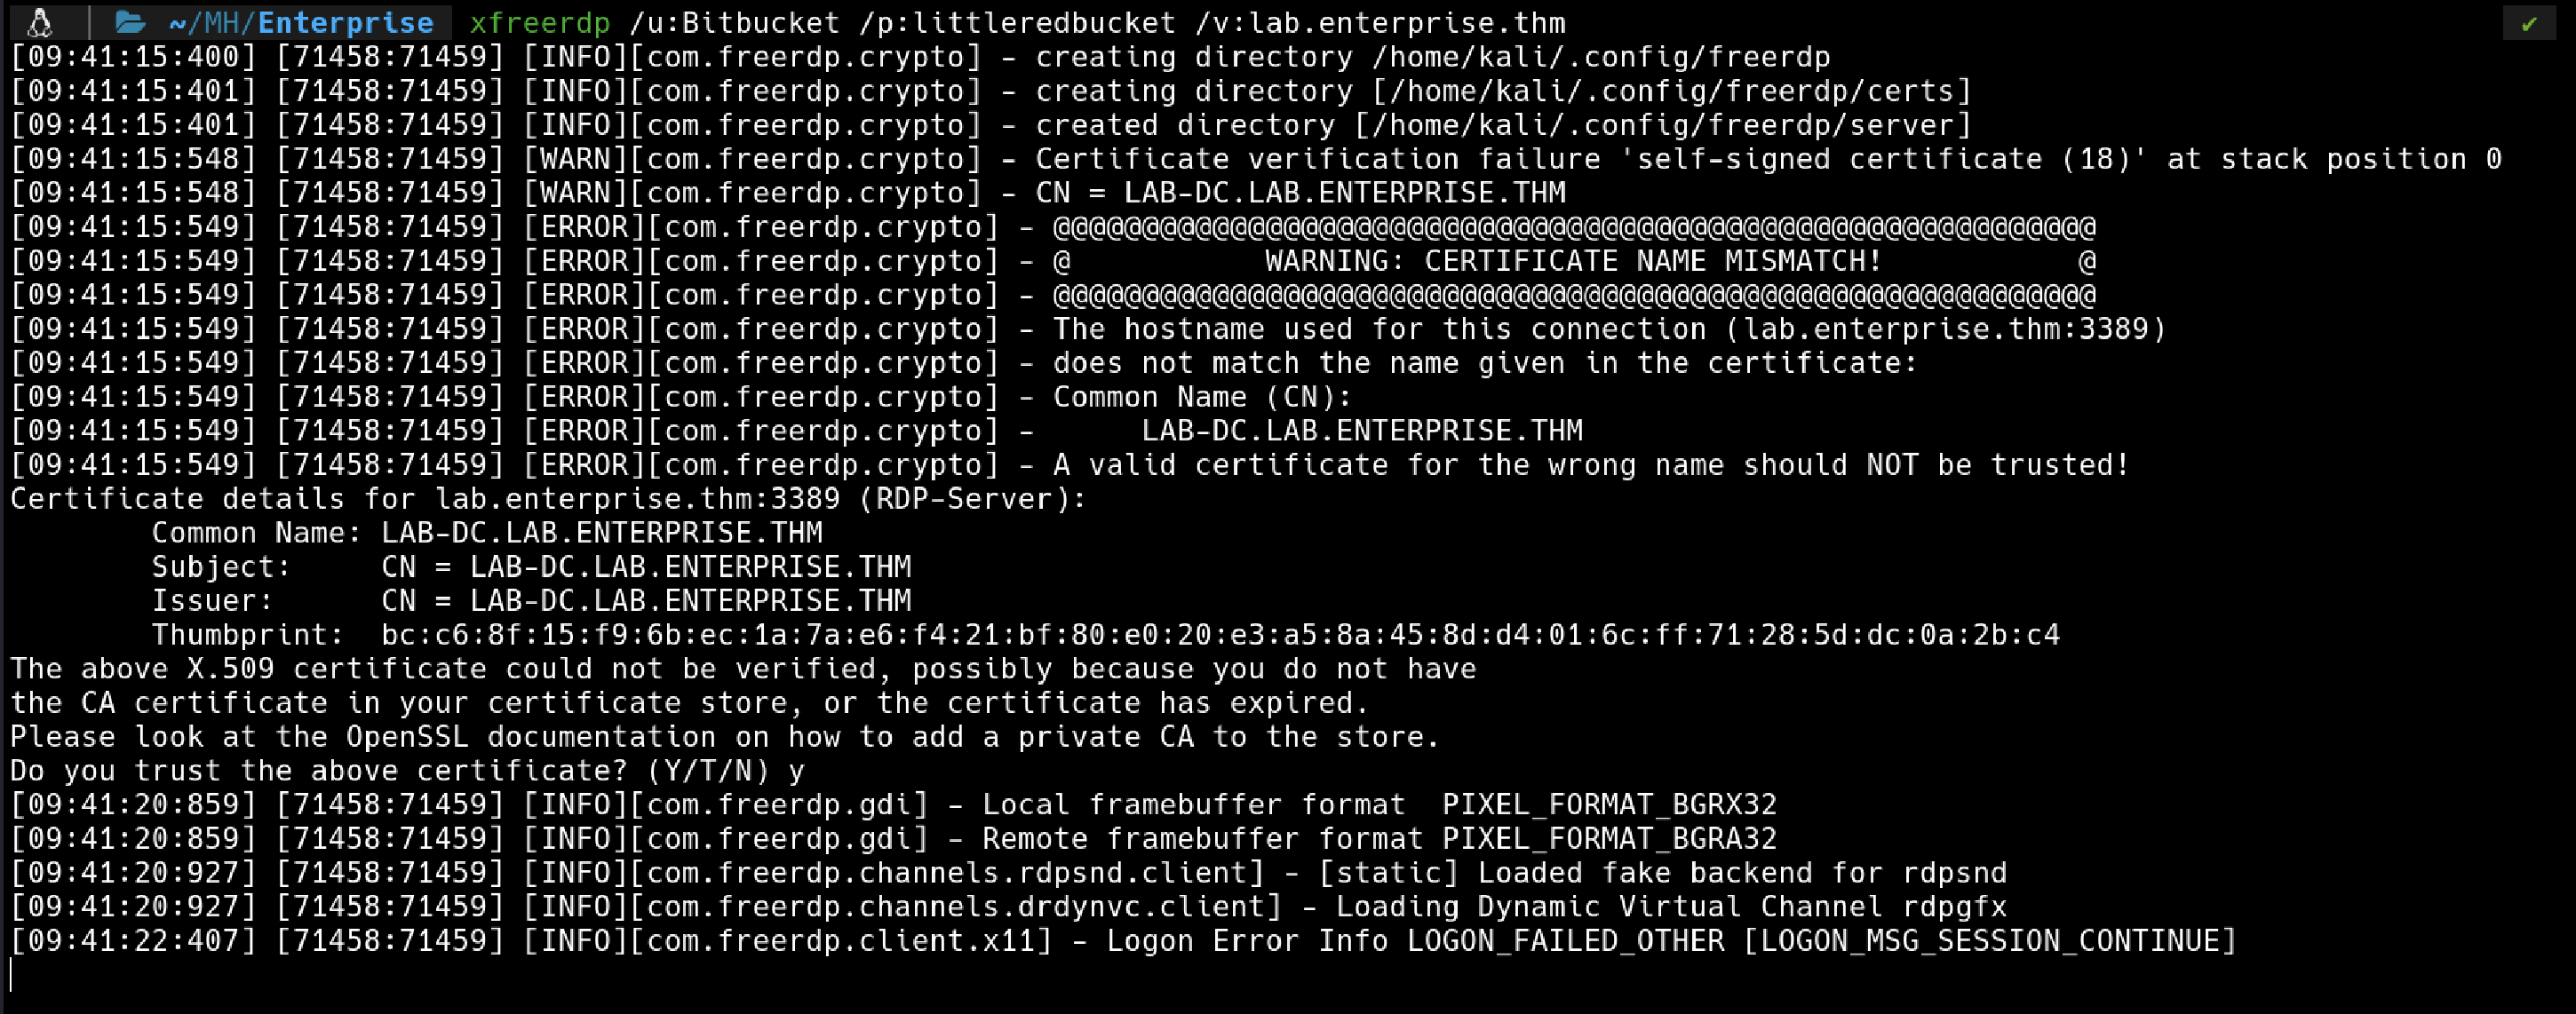 ~/MH/Enterprise xfreerdp /u:Bitbucket /p:littleredbucket /v:lab.enterprise.thm ✔
[09:41:15:400] [71458:71459] [INFO][com.freerdp.crypto] - creating directory /home/kali/.config/freerdp
[09:41:15:401] [71458:71459] [INFO][com.freerdp.crypto] - creating directory [/home/kali/.config/freerdp/certs]
[09:41:15:401] [71458:71459] [INFO][com.freerdp.crypto] - created directory [/home/kali/.config/freerdp/server]
[09:41:15:548] [71458:71459] [WARN][com.freerdp.crypto] - Certificate verification failure 'self-signed certificate (18)' at stack position 0
[09:41:15:548] [71458:71459] [WARN][com.freerdp.crypto] - CN = LAB-DC.LAB.ENTERPRISE.THM
[09:41:15:549] [71458:71459] [ERROR][com.freerdp.crypto] - @@@@@@@@@@@@@@@@@@@@@@@@@@@@@@@@@@@@@@@@@@@@@@@@@@@@@@@@@@@
[09:41:15:549] [71458:71459] [ERROR][com.freerdp.crypto] - @           WARNING: CERTIFICATE NAME MISMATCH!           @
[09:41:15:549] [71458:71459] [ERROR][com.freerdp.crypto] - @@@@@@@@@@@@@@@@@@@@@@@@@@@@@@@@@@@@@@@@@@@@@@@@@@@@@@@@@@@
[09:41:15:549] [71458:71459] [ERROR][com.freerdp.crypto] - The hostname used for this connection (lab.enterprise.thm:3389)
[09:41:15:549] [71458:71459] [ERROR][com.freerdp.crypto] - does not match the name given in the certificate:
[09:41:15:549] [71458:71459] [ERROR][com.freerdp.crypto] - Common Name (CN):
[09:41:15:549] [71458:71459] [ERROR][com.freerdp.crypto] -      LAB-DC.LAB.ENTERPRISE.THM
[09:41:15:549] [71458:71459] [ERROR][com.freerdp.crypto] - A valid certificate for the wrong name should NOT be trusted!
Certificate details for lab.enterprise.thm:3389 (RDP-Server):
        Common Name: LAB-DC.LAB.ENTERPRISE.THM
        Subject:     CN = LAB-DC.LAB.ENTERPRISE.THM
        Issuer:      CN = LAB-DC.LAB.ENTERPRISE.THM
        Thumbprint:  bc:c6:8f:15:f9:6b:ec:1a:7a:e6:f4:21:bf:80:e0:20:e3:a5:8a:45:8d:d4:01:6c:ff:71:28:5d:dc:0a:2b:c4
The above X.509 certificate could not be verified, possibly because you do not have
the CA certificate in your certificate store, or the certificate has expired.
Please look at the OpenSSL documentation on how to add a private CA to the store.
Do you trust the above certificate? (Y/T/N) y
[09:41:20:859] [71458:71459] [INFO][com.freerdp.gdi] - Local framebuffer format  PIXEL_FORMAT_BGRX32
[09:41:20:859] [71458:71459] [INFO][com.freerdp.gdi] - Remote framebuffer format PIXEL_FORMAT_BGRA32
[09:41:20:927] [71458:71459] [INFO][com.freerdp.channels.rdpsnd.client] - [static] Loaded fake backend for rdpsnd
[09:41:20:927] [71458:71459] [INFO][com.freerdp.channels.drdynvc.client] - Loading Dynamic Virtual Channel rdpgfx
[09:41:22:407] [71458:71459] [INFO][com.freerdp.client.x11] - Logon Error Info LOGON_FAILED_OTHER [LOGON_MSG_SESSION_CONTINUE]